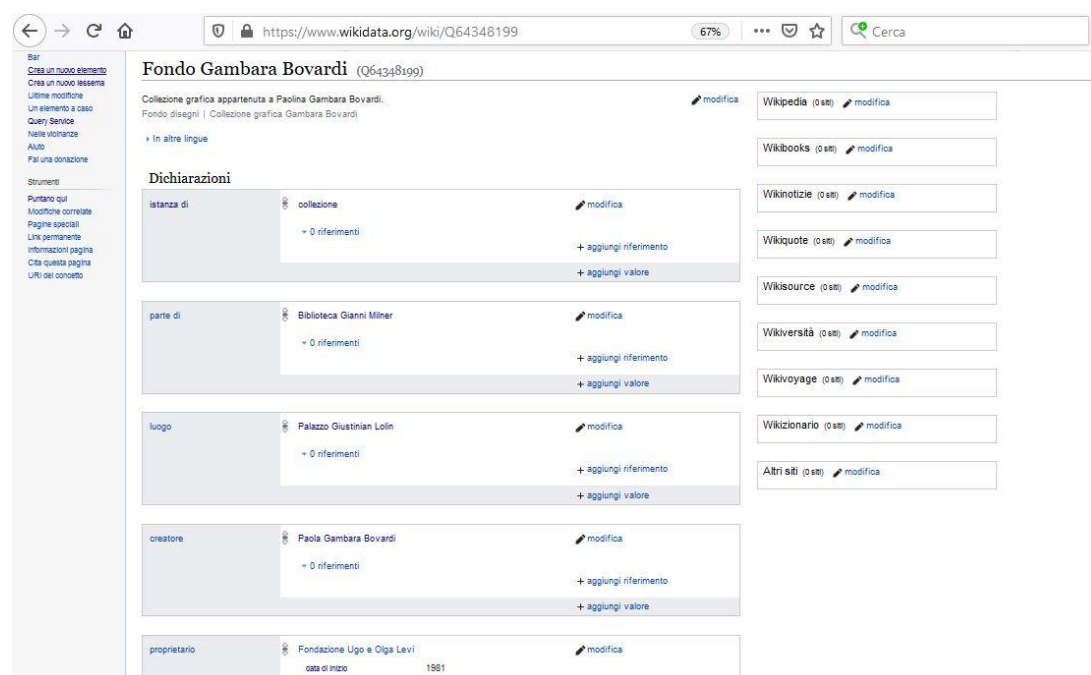 https://www.wikidata.org/wiki/Q64348199
67%
Cerca
Bar
Crea un nuovo elemento
Crea un nuovo lessema
Ultime modifiche
Un elemento a caso
Query Service
Nelle vicinanze
Aiuto
Fai una donazione
Strumenti
Puntano qui
Modifiche correlate
Pagine speciali
Link permanente
Informazioni pagina
Cita questa pagina
URI del concetto
Fondo Gambara Bovardi (Q64348199)
Collezione grafica appartenuta a Paolina Gambara Bovardi.
modifica
Fondo disegni | Collezione grafica Gambara Bovardi
In altre lingue
Dichiarazioni
istanza di
collezione
modifica
0 riferimenti
+ aggiungi riferimento
+ aggiungi valore
parte di
Biblioteca Gianni Milner
modifica
0 riferimenti
+ aggiungi riferimento
+ aggiungi valore
luogo
Palazzo Giustinian Lolin
modifica
0 riferimenti
+ aggiungi riferimento
+ aggiungi valore
creatore
Paola Gambara Bovardi
modifica
0 riferimenti
+ aggiungi riferimento
+ aggiungi valore
proprietario
Fondazione Ugo e Olga Levi
modifica
data di inizio 1981
Wikipedia (0 siti) modifica
Wikibooks (0 siti) modifica
Wikinotizie (0 siti) modifica
Wikiquote (0 siti) modifica
Wikisource (0 siti) modifica
Wikiversità (0 siti) modifica
Wikivoyage (0 siti) modifica
Wikizionario (0 siti) modifica
Altri siti (0 siti) modifica